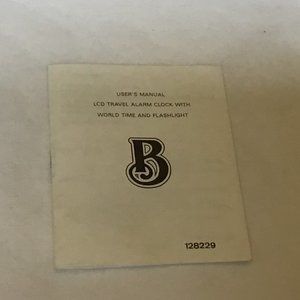 USER'S MANUAL
LCD TRAVEL ALARM CLOCK WITH
WORLD TIME AND FLASHLIGHT
B
128229